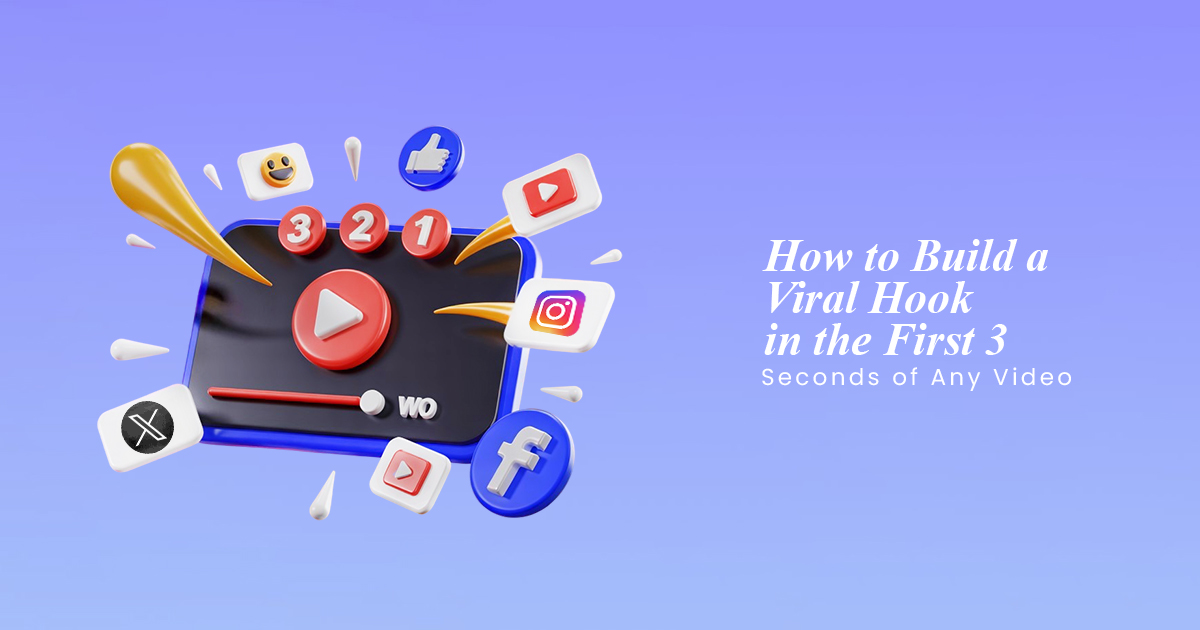 3 2 1
WO
How to Build a
Viral Hook
in the First 3
Seconds of Any Video